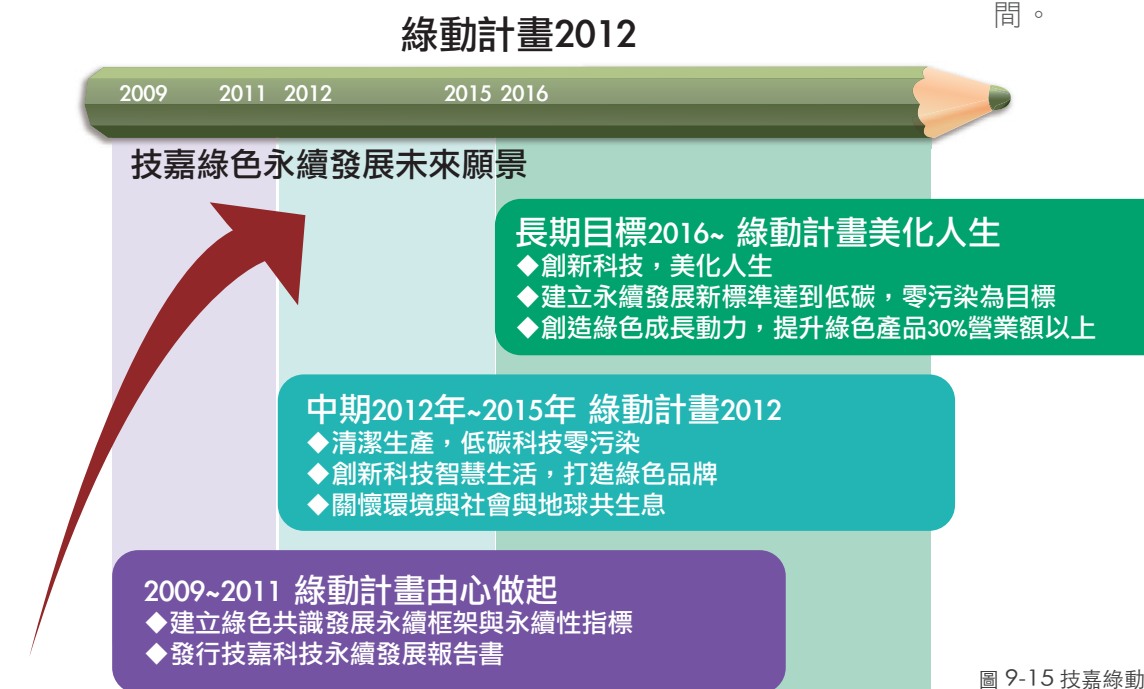 間。
綠動計畫2012
2009 2011 2012 2015 2016
技嘉綠色永續發展未來願景
長期目標2016~ 綠動計畫美化人生
◆創新科技，美化人生
◆建立永續發展新標準達到低碳，零污染為目標
◆創造綠色成長動力，提升綠色產品30%營業額以上
中期2012年~2015年 綠動計畫2012
◆清潔生產，低碳科技零污染
◆創新科技智慧生活，打造綠色品牌
◆關懷環境與社會與地球共生息
2009~2011 綠動計畫由心做起
◆建立綠色共識發展永續框架與永續性指標
◆發行技嘉科技永續發展報告書
圖 9-15 技嘉綠動